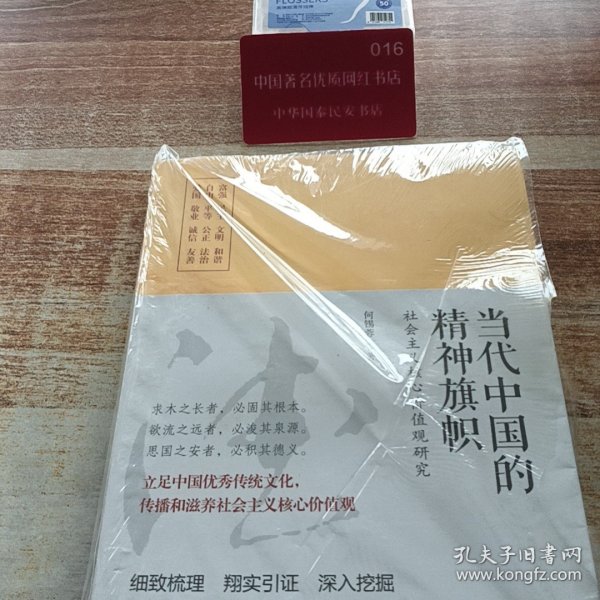 FLOSSERS
50
016
中国著名优质网红书店
中华国泰民安书店
富强 民主 文明 和谐
自由 平等 公正 法治
爱国 敬业 诚信 友善
当代中国的
精神旗帜
社会主义核心价值观研究
何锡蓉
求木之长者，必固其根本。
欲流之远者，必浚其泉源。
思国之安者，必积其德义。
立足中国优秀传统文化，
传播和滋养社会主义核心价值观
细致梳理 翔实引证 深入挖掘
孔夫子旧书网
www.kongfz.com